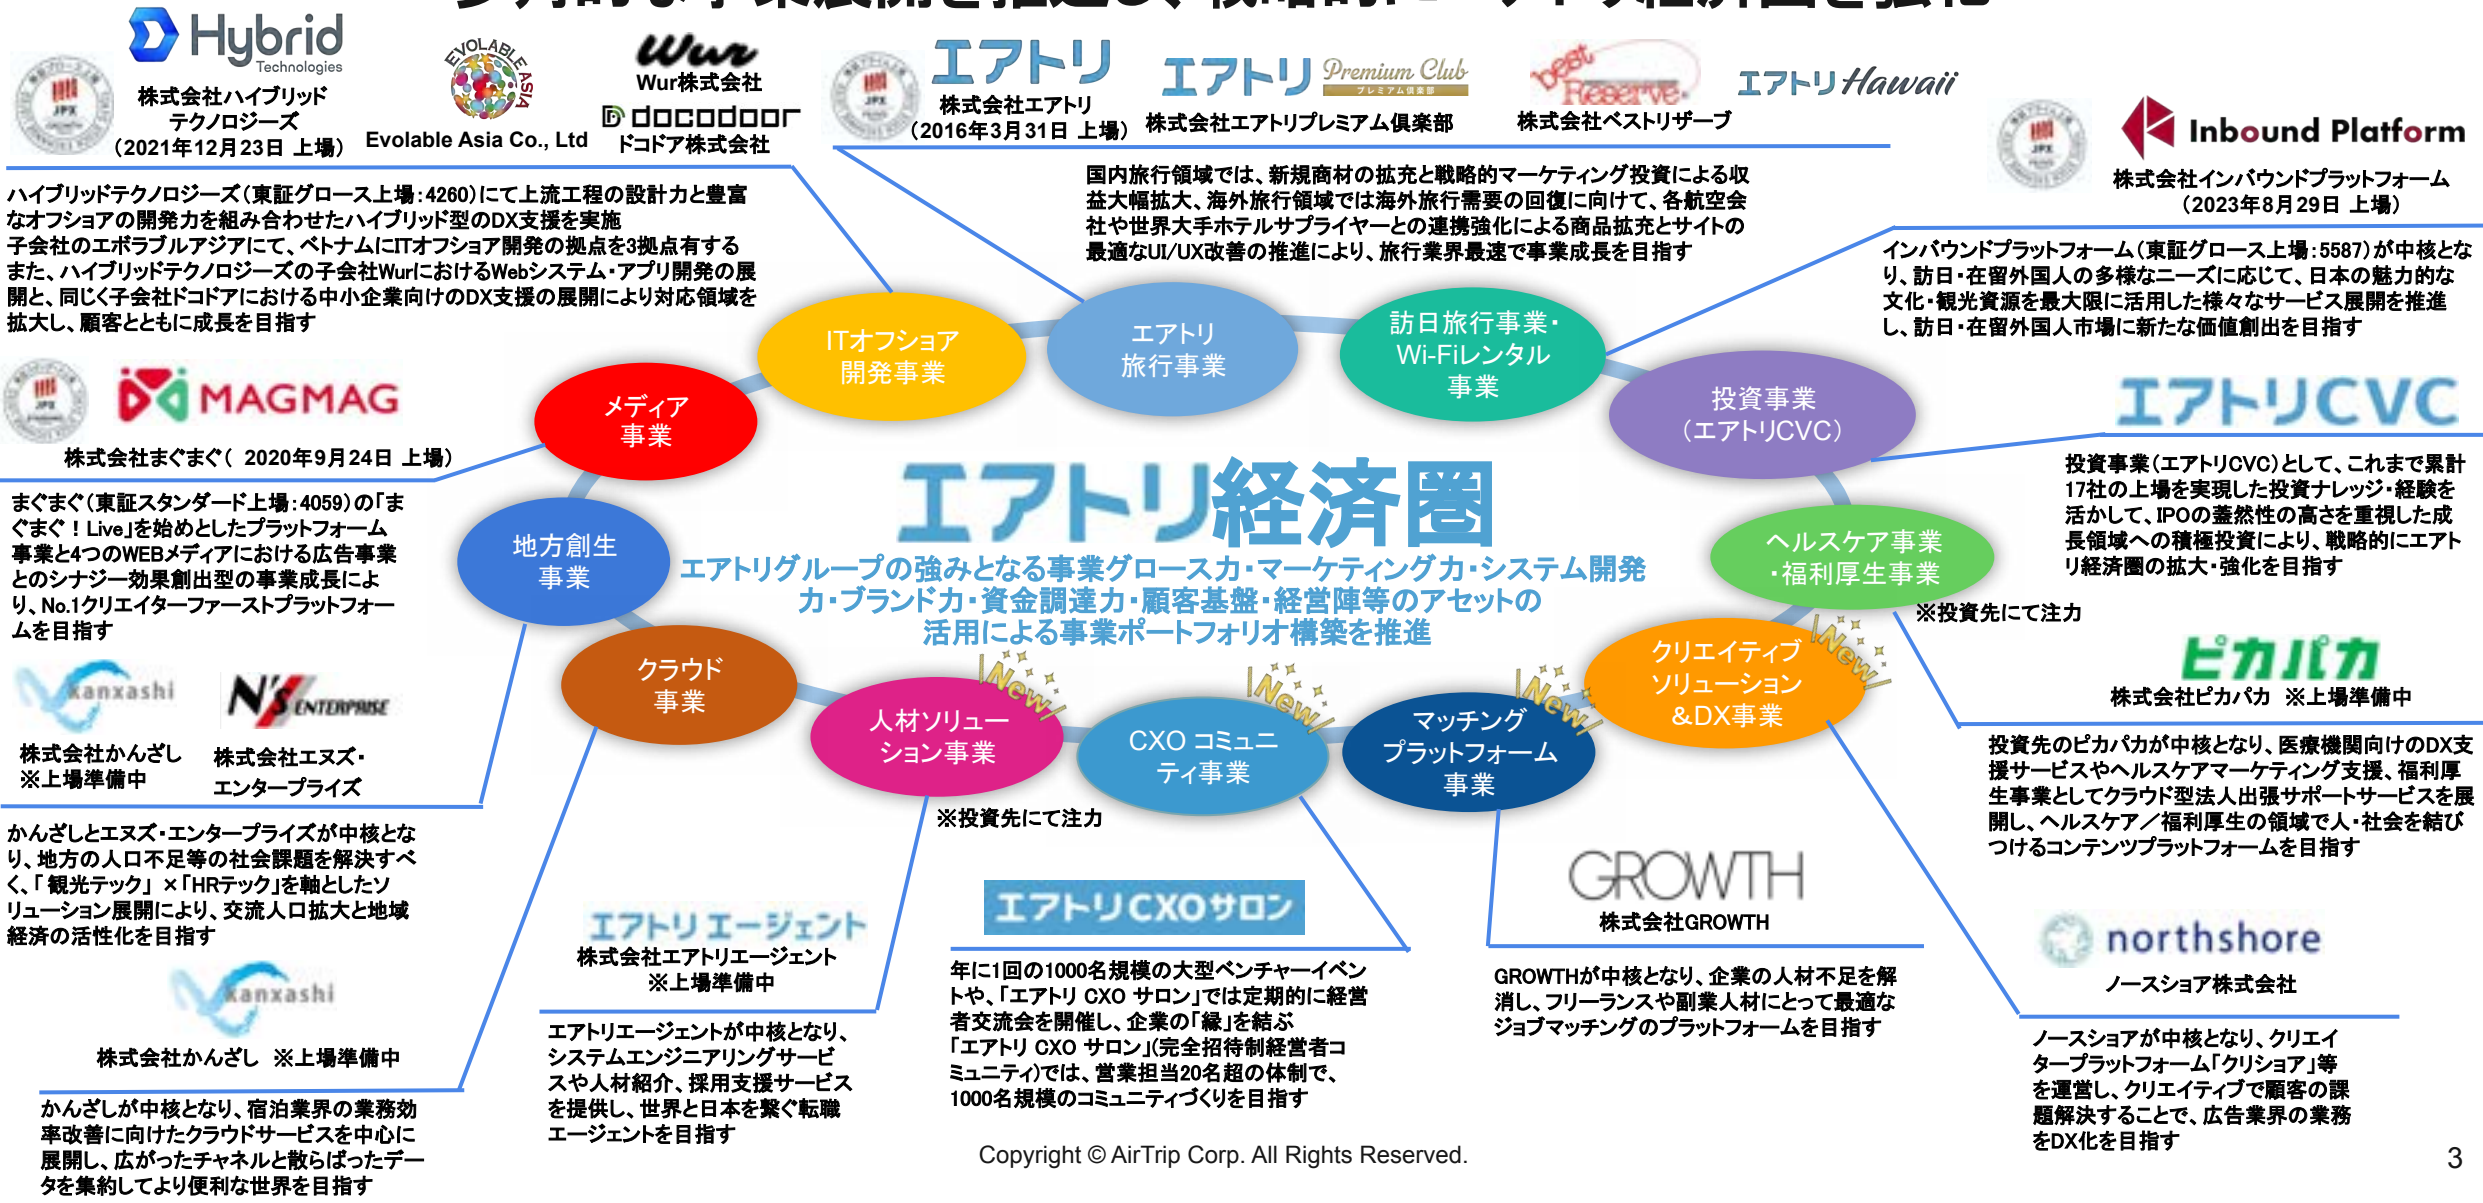 Hybrid
Technologies
株式会社ハイブリッド
テクノロジーズ
（2021年12月23日 上場）
EVOLABLE ASIA
Evolable Asia Co., Ltd
Wur
Wur株式会社
docodoor
ドコドア株式会社
JPX
ハイブリッドテクノロジーズ（東証グロース上場：4260）にて上流工程の設計力と豊富
なオフショアの開発力を組み合わせたハイブリッド型のDX支援を実施
子会社のエボラブルアジアにて、ベトナムにITオフショア開発の拠点を3拠点有する
また、ハイブリッドテクノロジーズの子会社WurにおけるWebシステム・アプリ開発の展
開と、同じく子会社ドコドアにおける中小企業向けのDX支援の展開により対応領域を
拡大し、顧客とともに成長を目指す
JPX
エアトリ
株式会社エアトリ
（2016年3月31日 上場）
エアトリ Premium Club
プレミアム倶楽部
株式会社エアトリプレミアム倶楽部
best Reserve
株式会社ベストリザーブ
エアトリ Hawaii
国内旅行領域では、新規商材の拡充と戦略的マーケティング投資による収
益大幅拡大、海外旅行領域では海外旅行需要の回復に向けて、各航空会
社や世界大手ホテルサプライヤーとの連携強化による商品拡充とサイトの
最適なUI/UX改善の推進により、旅行業界最速で事業成長を目指す
JPX
Inbound Platform
株式会社インバウンドプラットフォーム
（2023年8月29日 上場）
インバウンドプラットフォーム（東証グロース上場：5587）が中核とな
り、訪日・在留外国人の多様なニーズに応じて、日本の魅力的な
文化・観光資源を最大限に活用した様々なサービス展開を推進
し、訪日・在留外国人市場に新たな価値創出を目指す
ITオフショア
開発事業
エアトリ
旅行事業
訪日旅行事業・
Wi-Fiレンタル
事業
投資事業
（エアトリCVC）
メディア
事業
JPX
MAGMAG
株式会社まぐまぐ（ 2020年9月24日 上場）
まぐまぐ（東証スタンダード上場：4059）の「ま
ぐまぐ！Live」を始めとしたプラットフォーム
事業と4つのWEBメディアにおける広告事業
とのシナジー効果創出型の事業成長によ
り、No.1クリエイターファーストプラットフォー
ムを目指す
エアトリCVC
投資事業（エアトリCVC）として、これまで累計
17社の上場を実現した投資ナレッジ・経験を
活かして、IPOの蓋然性の高さを重視した成
長領域への積極投資により、戦略的にエアト
リ経済圏の拡大・強化を目指す
エアトリ経済圏
エアトリグループの強みとなる事業グロース力・マーケティング力・システム開発
力・ブランド力・資金調達力・顧客基盤・経営陣等のアセットの
活用による事業ポートフォリオ構築を推進
地方創生
事業
ヘルスケア事業
・福利厚生事業
※投資先にて注力
クラウド
事業
人材ソリュー
ション事業
New
※投資先にて注力
CXO コミュニ
ティ事業
New
マッチング
プラットフォーム
事業
New
クリエイティブ
ソリューション
&DX事業
New
kanxashi
株式会社かんざし
※上場準備中
N'S ENTERPRISE
株式会社エヌズ・
エンタープライズ
かんざしとエヌズ・エンタープライズが中核とな
り、地方の人口不足等の社会課題を解決すべ
く、「観光テック」×「HRテック」を軸としたソ
リューション展開により、交流人口拡大と地域
経済の活性化を目指す
kanxashi
株式会社かんざし ※上場準備中
かんざしが中核となり、宿泊業界の業務効
率改善に向けたクラウドサービスを中心に
展開し、広がったチャネルと散らばったデー
タを集約してより便利な世界を目指す
エアトリ エージェント
株式会社エアトリエージェント
※上場準備中
エアトリエージェントが中核となり、
システムエンジニアリングサービ
スや人材紹介、採用支援サービス
を提供し、世界と日本を繋ぐ転職
エージェントを目指す
エアトリCXOサロン
年に1回の1000名規模の大型ベンチャーイベン
トや、「エアトリ CXO サロン」では定期的に経営
者交流会を開催し、企業の「縁」を結ぶ
「エアトリ CXO サロン」(完全招待制経営者コ
ミュニティ)では、営業担当20名超の体制で、
1000名規模のコミュニティづくりを目指す
GROWTH
株式会社GROWTH
GROWTHが中核となり、企業の人材不足を解
消し、フリーランスや副業人材にとって最適な
ジョブマッチングのプラットフォームを目指す
ピカパカ
株式会社ピカパカ ※上場準備中
投資先のピカパカが中核となり、医療機関向けのDX支
援サービスやヘルスケアマーケティング支援、福利厚
生事業としてクラウド型法人出張サポートサービスを展
開し、ヘルスケア／福利厚生の領域で人・社会を結び
つけるコンテンツプラットフォームを目指す
northshore
ノースショア株式会社
ノースショアが中核となり、クリエイ
タープラットフォーム「クリショア」等
を運営し、クリエイティブで顧客の課
題解決することで、広告業界の業務
をDX化を目指す
Copyright © AirTrip Corp. All Rights Reserved.
3